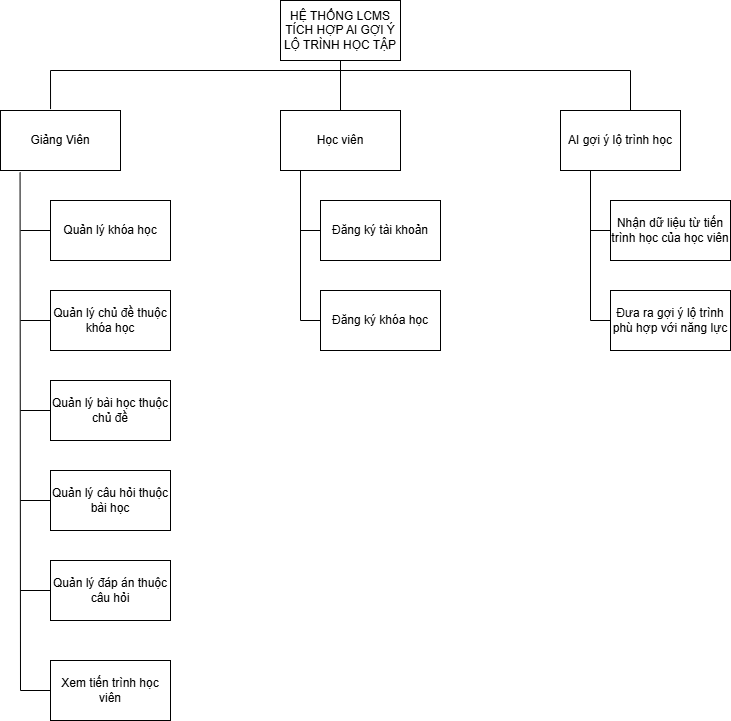 HỆ THỐNG LCMS
TÍCH HỢP AI GỢI Ý
LỘ TRÌNH HỌC TẬP
Giảng Viên
Học viên
AI gợi ý lộ trình học
Quản lý khóa học
Quản lý chủ đề thuộc
khóa học
Quản lý bài học thuộc
chủ đề
Quản lý câu hỏi thuộc
bài học
Quản lý đáp án thuộc
câu hỏi
Xem tiến trình học
viên
Đăng ký tài khoản
Đăng ký khóa học
Nhận dữ liệu từ tiến
trình học của học viên
Đưa ra gợi ý lộ trình
phù hợp với năng lực